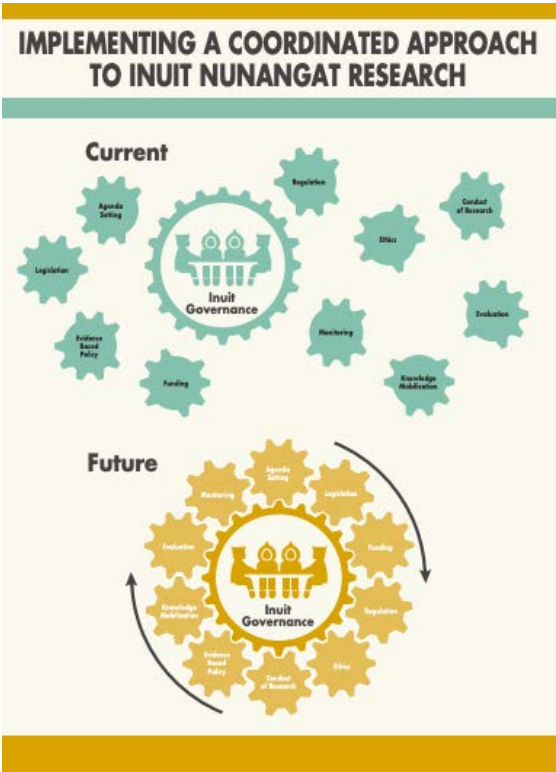 IMPLEMENTING A COORDINATED APPROACH
TO INUIT NUNANGAT RESEARCH
Current
Regulation
Agenda
Setting
Conduct
of Research
Ethics
Legislation
Inuit
Governance
Evaluation
Monitoring
Evidence
Based
Policy
Funding
Knowledge
Mobilization
Future
Agenda
Setting
Monitoring
Legislation
Evaluation
Funding
Knowledge
Mobilization
Inuit
Governance
Regulation
Evidence
Based
Policy
Ethics
Conduct
of Research